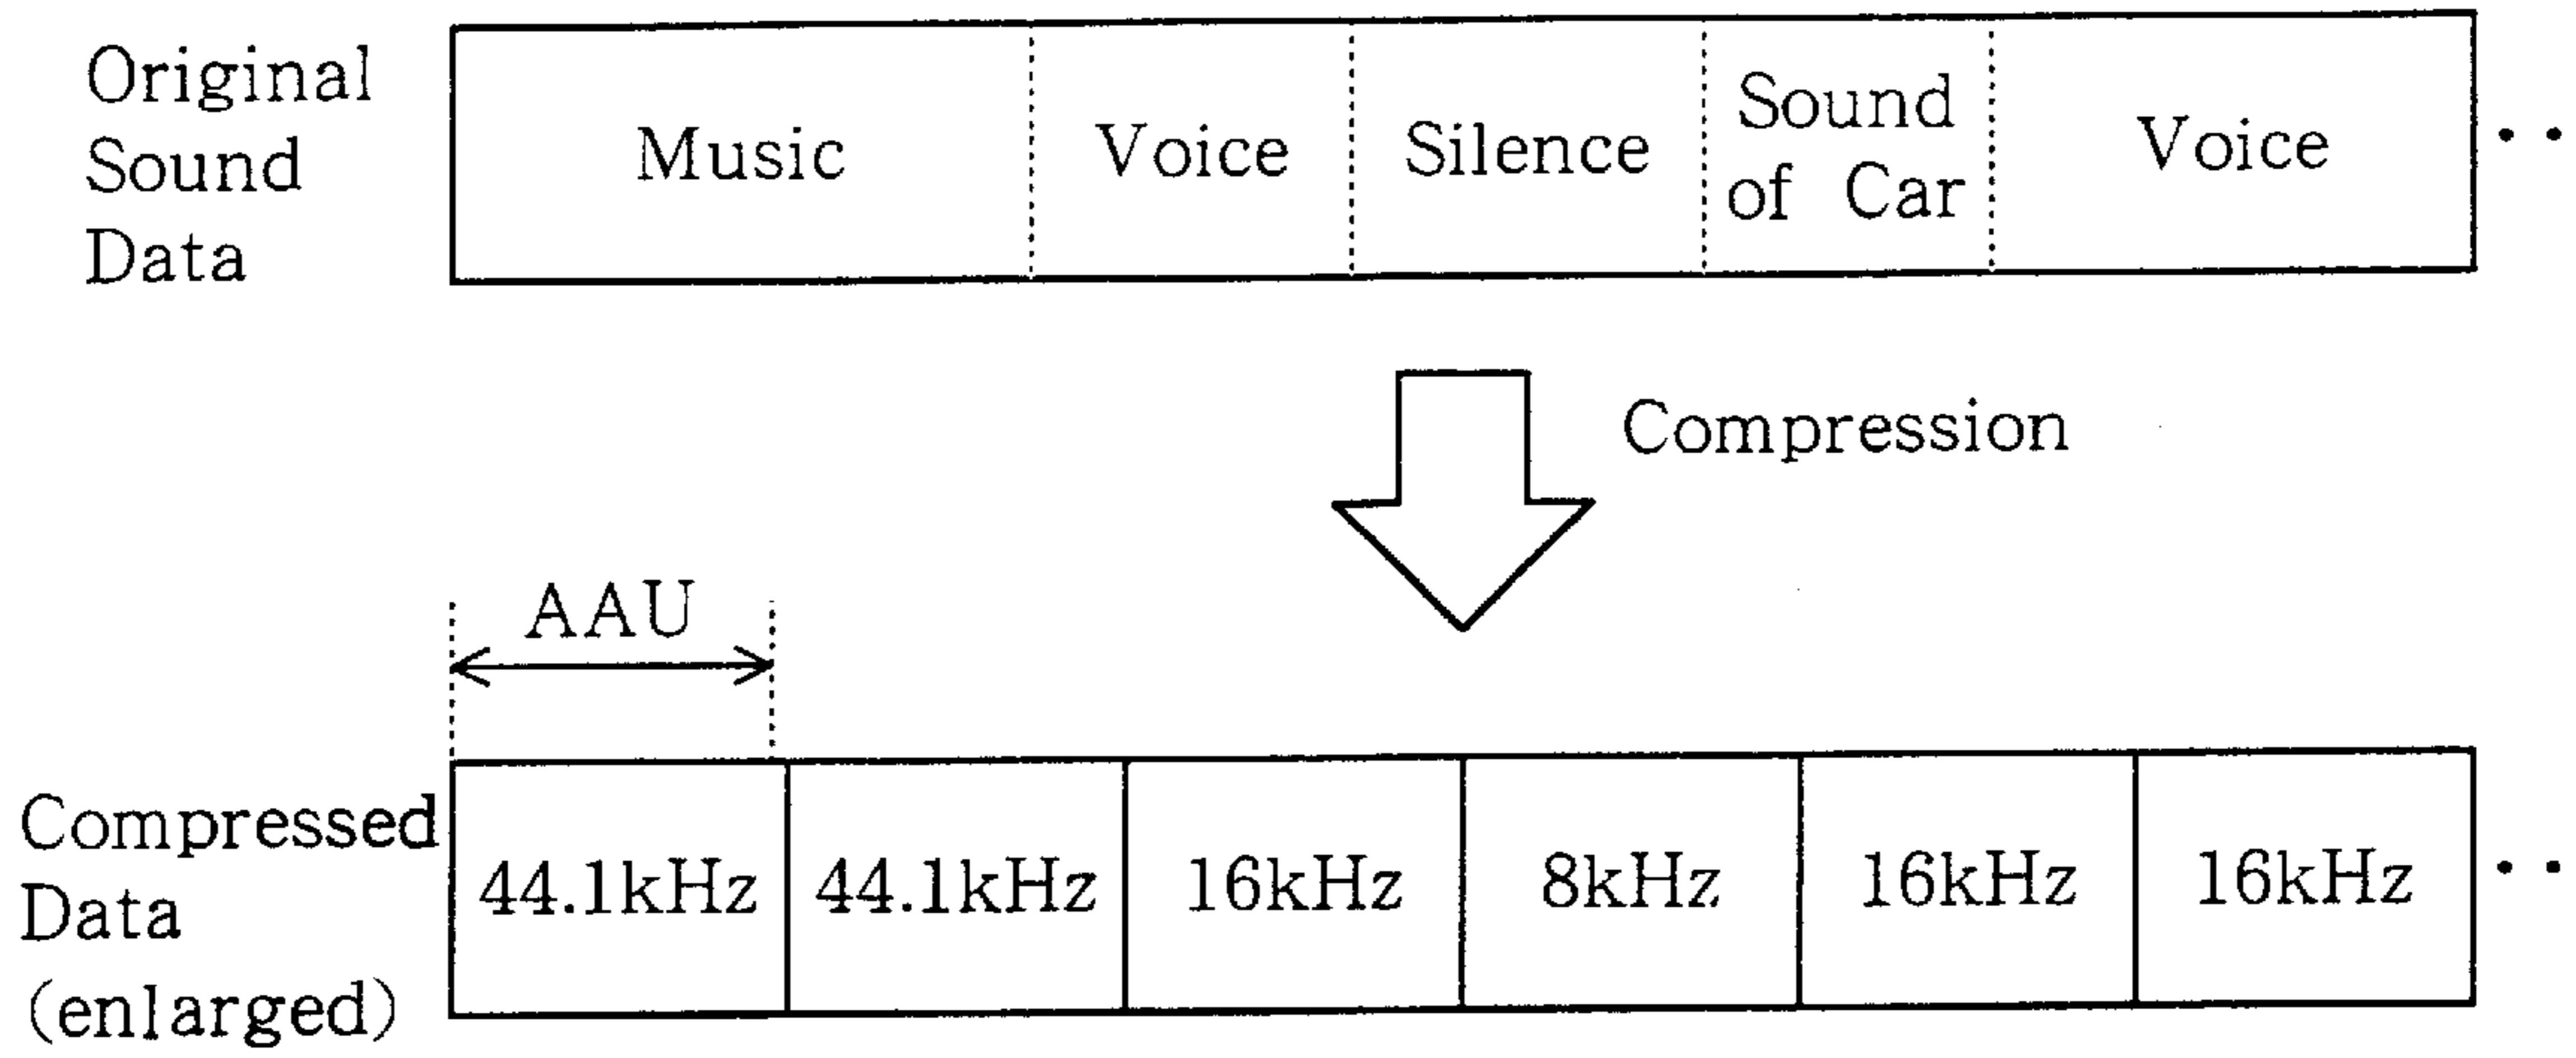 Original
Sound
Data
Music
Voice
Silence
Sound
of Car
Voice
Compression
AAU
Compressed
Data
(enlarged)
44.1kHz
44.1kHz
16kHz
8kHz
16kHz
16kHz